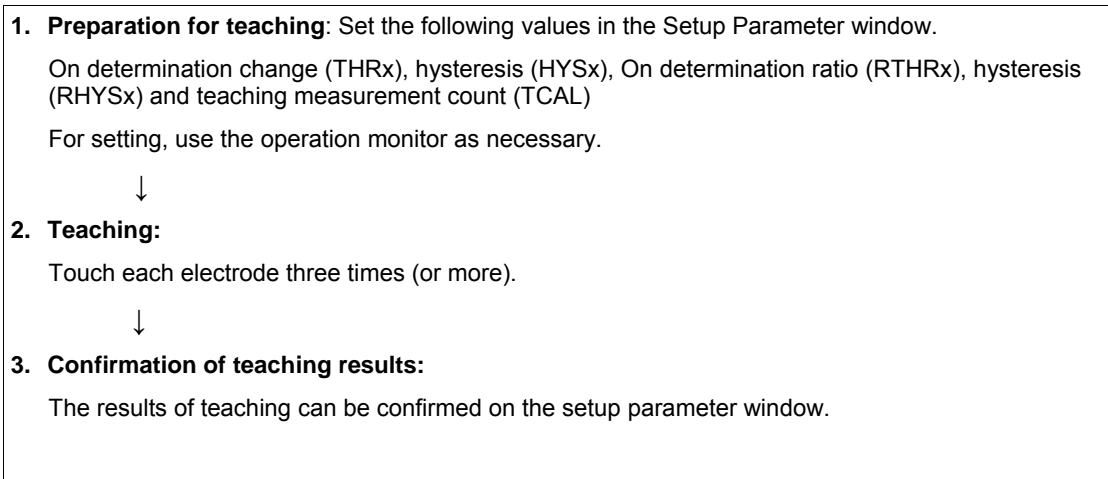 1. Preparation for teaching: Set the following values in the Setup Parameter window.
On determination change (THRx), hysteresis (HYSx), On determination ratio (RTHRx), hysteresis
(RHYSx) and teaching measurement count (TCAL)
For setting, use the operation monitor as necessary.
↓
2. Teaching:
Touch each electrode three times (or more).
↓
3. Confirmation of teaching results:
The results of teaching can be confirmed on the setup parameter window.